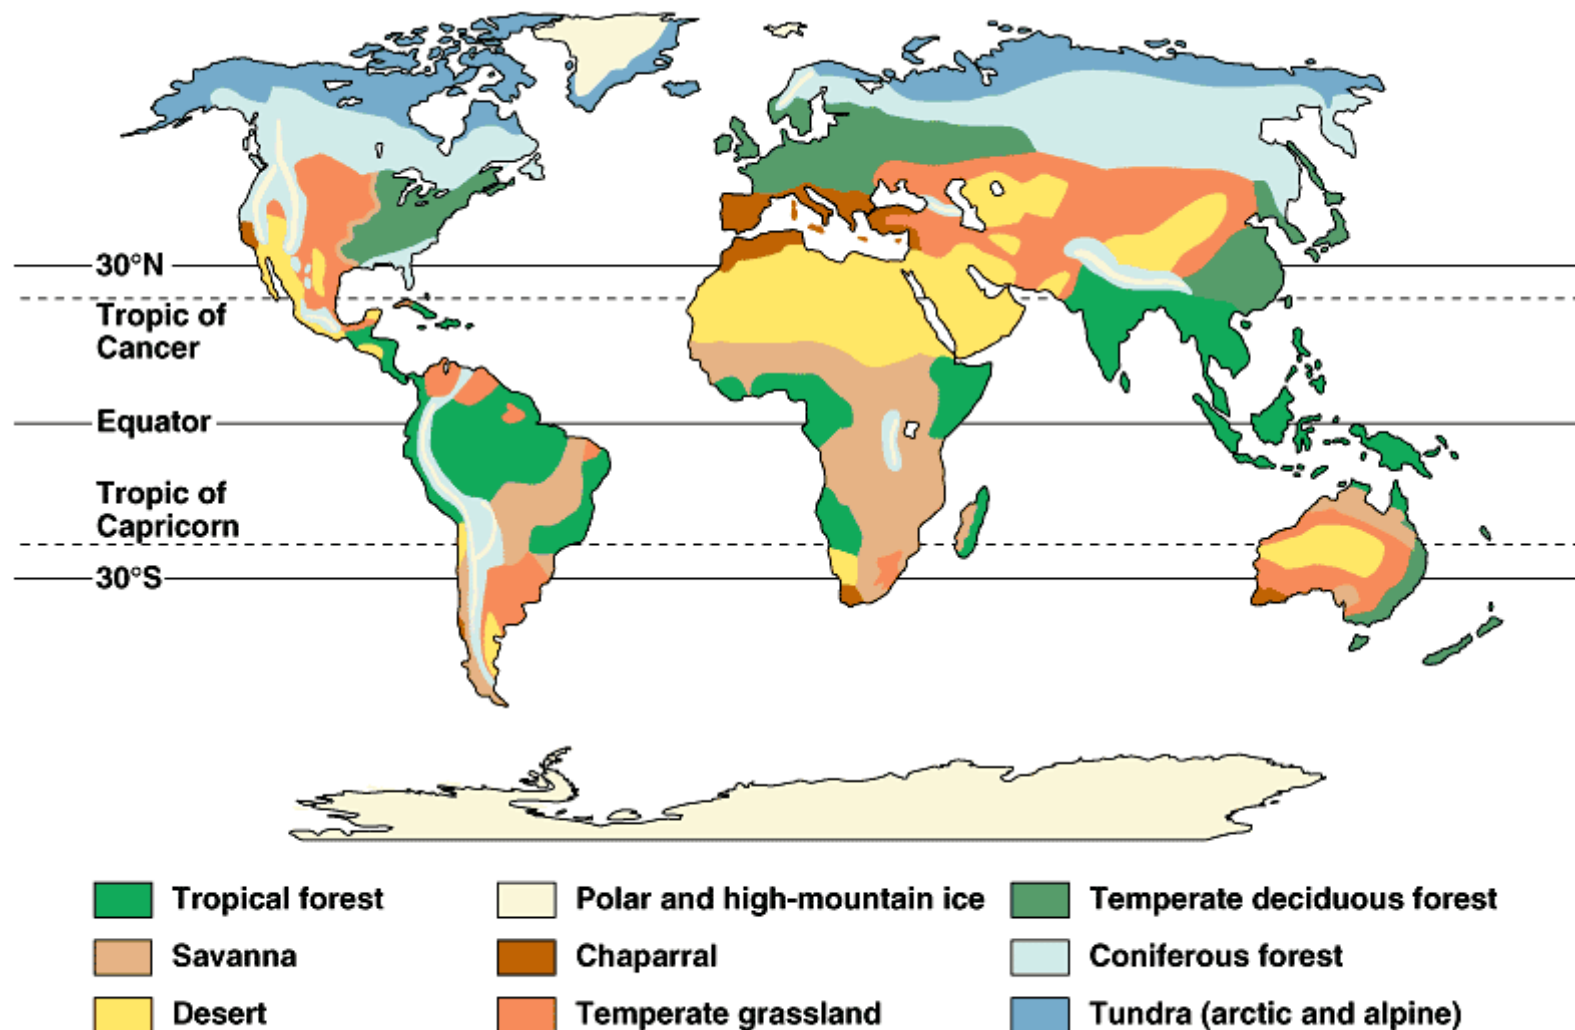 30°N
Tropic of
Cancer
Equator
Tropic of
Capricorn
30°S
Tropical forest
Polar and high-mountain ice
Temperate deciduous forest
Savanna
Chaparral
Coniferous forest
Desert
Temperate grassland
Tundra (arctic and alpine)